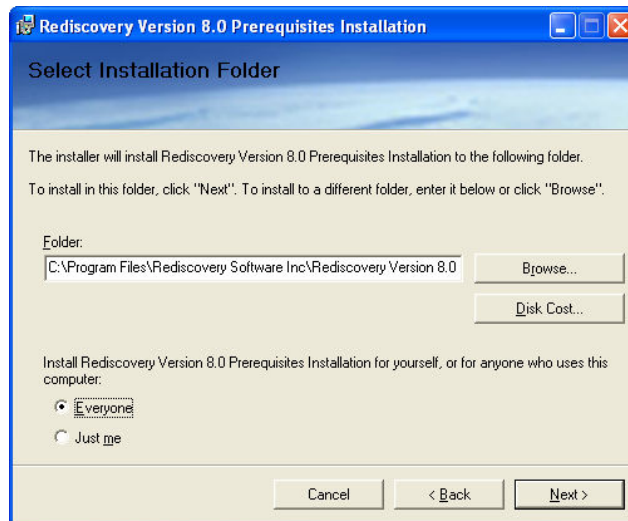 Rediscovery Version 8.0 Prerequisites Installation
Select Installation Folder
The installer will install Rediscovery Version 8.0 Prerequisites Installation to the following folder.
To install in this folder, click "Next". To install to a different folder, enter it below or click "Browse".
Folder:
C:\Program Files\Rediscovery Software Inc\Rediscovery Version 8.0
Browse...
Disk Cost...
Install Rediscovery Version 8.0 Prerequisites Installation for yourself, or for anyone who uses this
computer:
Everyone
Just me
Cancel
< Back
Next >